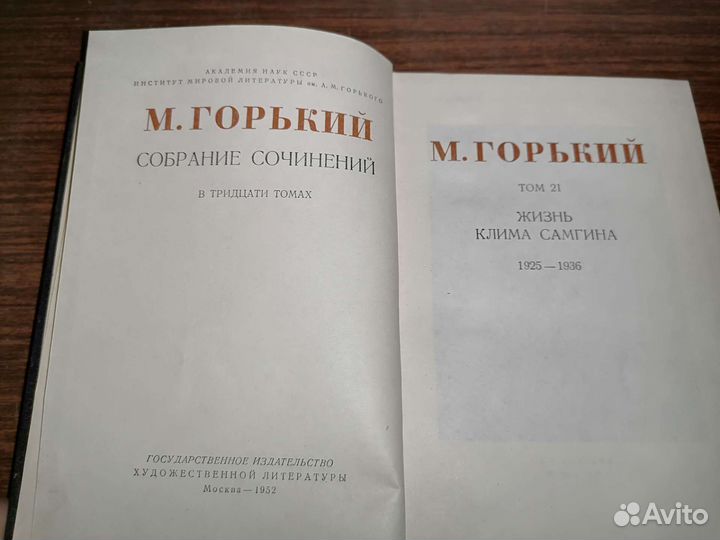 АКАДЕМИЯ НАУК СССР
ИНСТИТУТ МИРОВОЙ ЛИТЕРАТУРЫ им. А. М. ГОРЬКОГО
М. ГОРЬКИЙ
СОБРАНИЕ СОЧИНЕНИЙ
В ТРИДЦАТИ ТОМАХ
ГОСУДАРСТВЕННОЕ ИЗДАТЕЛЬСТВО
ХУДОЖЕСТВЕННОЙ ЛИТЕРАТУРЫ
Москва — 1952
М. ГОРЬКИЙ
ТОМ 21
ЖИЗНЬ
КЛИМА САМГИНА
1925 — 1936
Avito